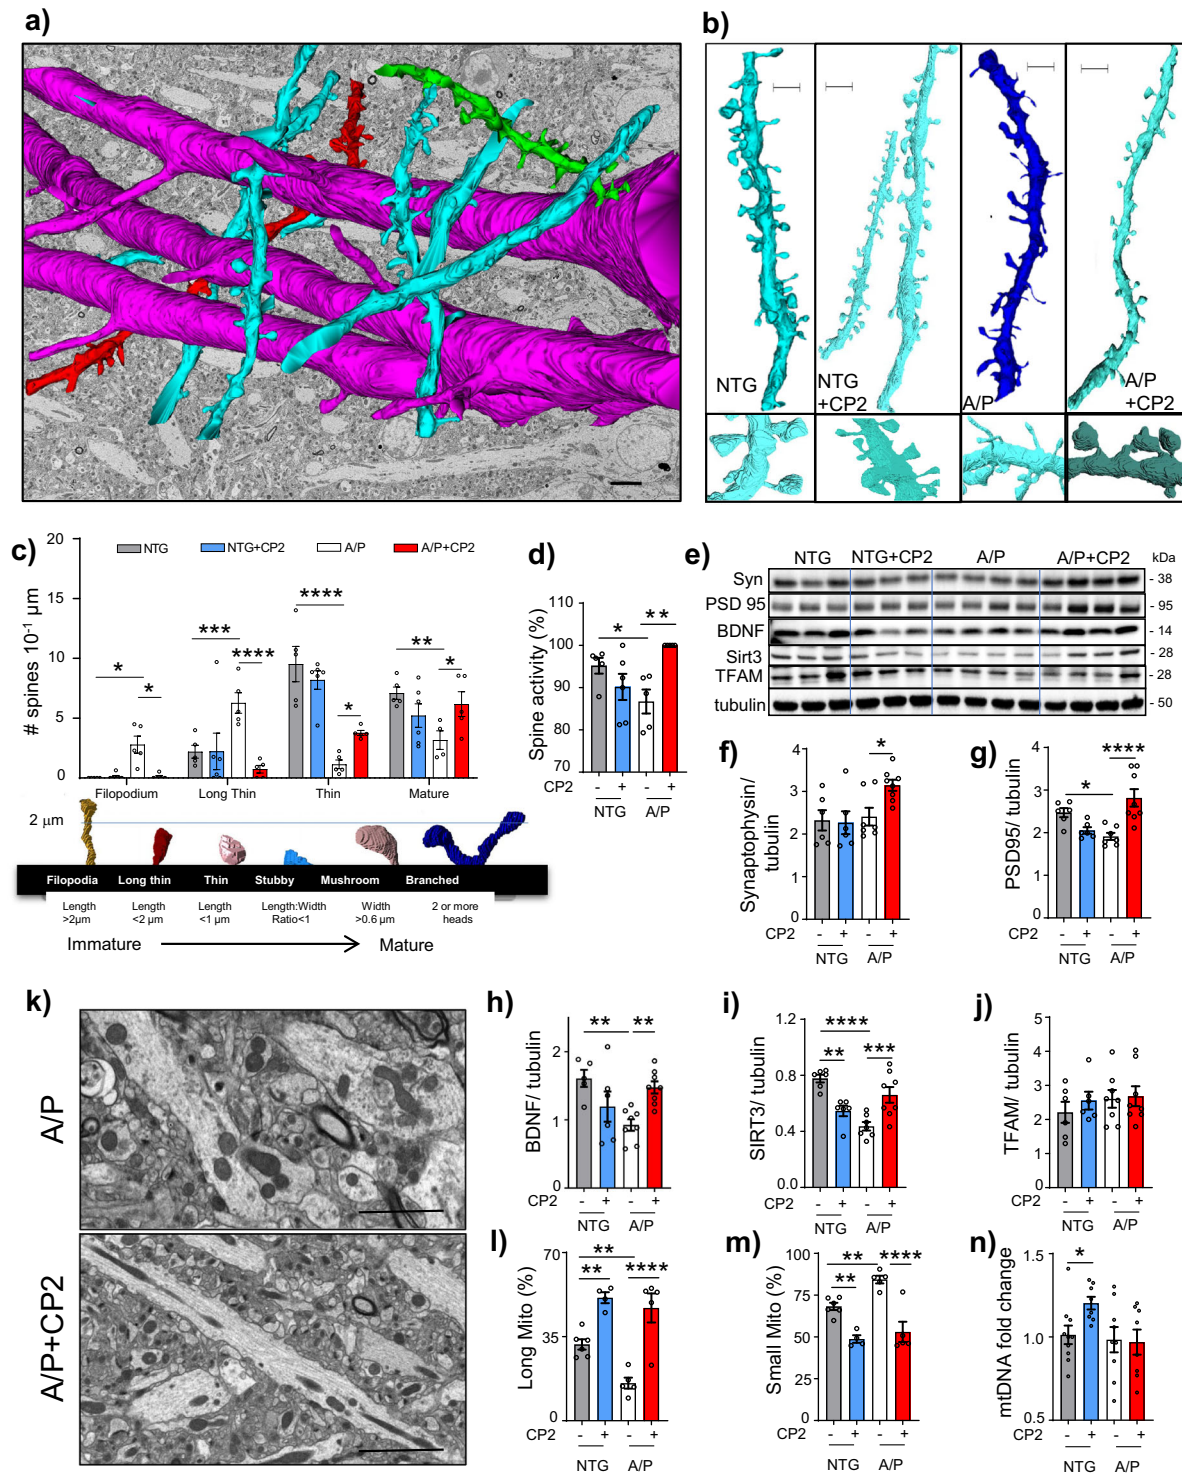 a)
b)
NTG
NTG
+CP2
A/P
A/P
+CP2
c)
# spines 10⁻¹ μm
20
15
10
5
0
NTG
NTG+CP2
A/P
A/P+CP2
* * *** **** **** * ** *
Filopodium Long Thin Thin Mature
2 μm
Filopodia Long thin Thin Stubby Mushroom Branched
Length Length Length Length:Width Width 2 or more
>2μm <2 μm <1 μm Ratio<1 >0.6 μm heads
Immature Mature
d)
Spine activity (%)
110
100
90
80
70
* **
CP2 - + - +
NTG A/P
e)
NTG NTG+CP2 A/P A/P+CP2 kDa
Syn - 38
PSD 95 - 95
BDNF - 14
Sirt3 - 28
TFAM - 28
tubulin - 50
f)
Synaptophysin/
tubulin
4
3
2
1
0
*
CP2 - + - +
NTG A/P
g)
PSD95/ tubulin
4
3
2
1
0
* ****
CP2 - + - +
NTG A/P
k)
A/P
A/P+CP2
h)
BDNF/ tubulin
2
1
0
** **
CP2 - + - +
NTG A/P
i)
SIRT3/ tubulin
1.2
0.8
0.4
0.0
****
** ***
CP2 - + - +
NTG A/P
j)
TFAM/ tubulin
5
4
3
2
1
0
CP2 - + - +
NTG A/P
l)
Long Mito (%)
70
35
0
**
** ****
CP2 - + - +
NTG A/P
m)
Small Mito (%)
100
75
50
25
0
** ****
**
CP2 - + - +
NTG A/P
n)
mtDNA fold change
1.5
1.0
0.5
*
CP2 - + - +
NTG A/P